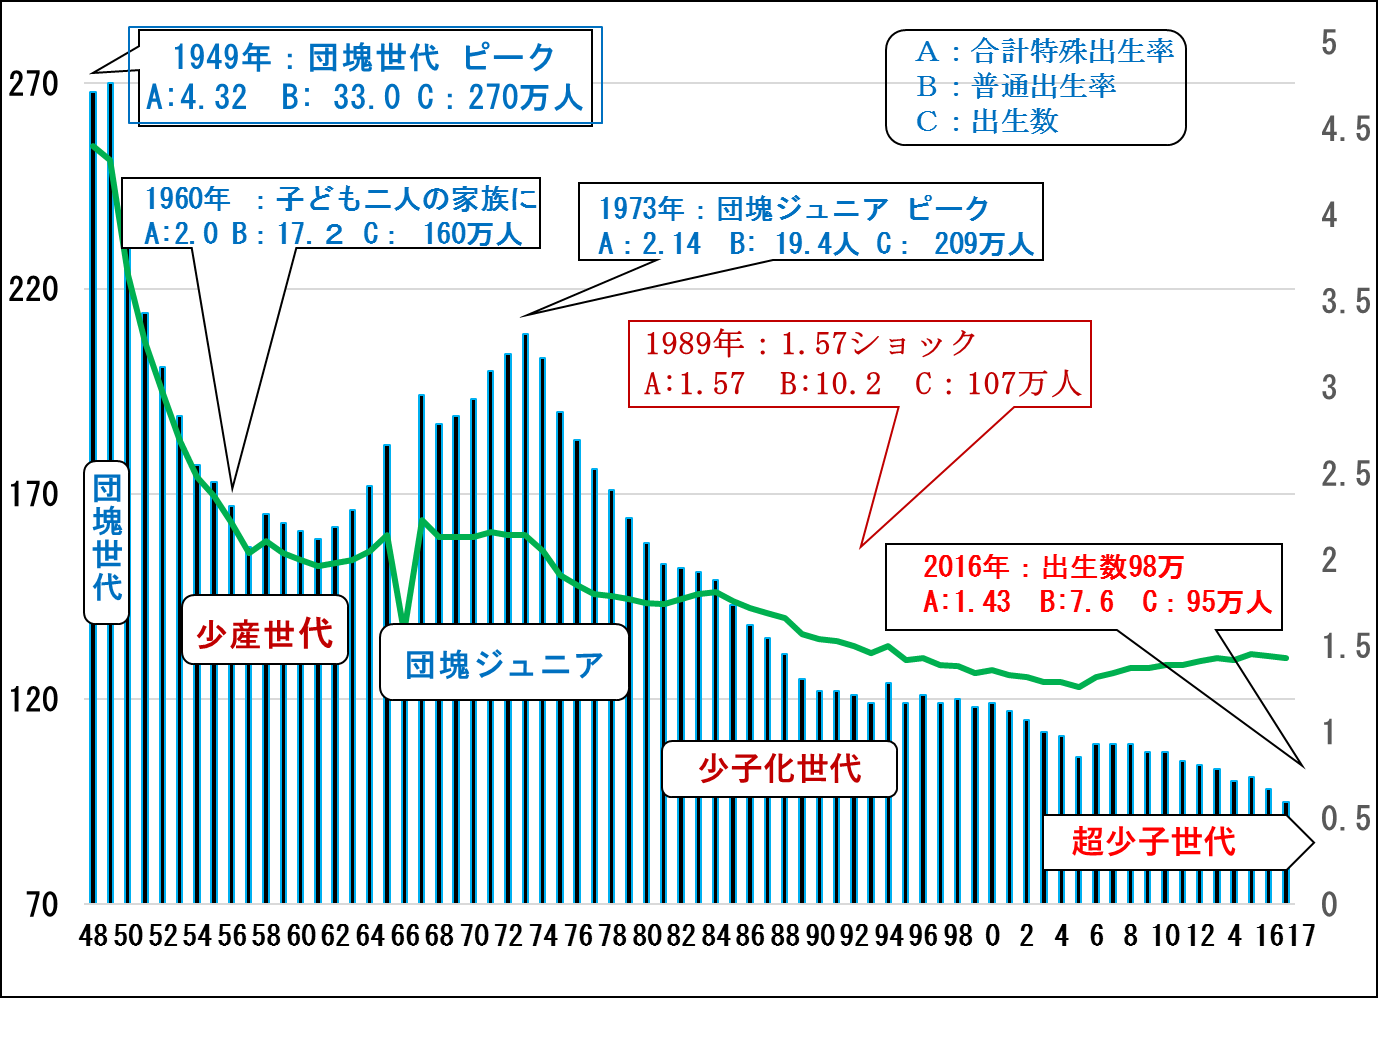 1949年：団塊世代 ピーク
A:4.32 B: 33.0 C：270万人
A：合計特殊出生率
B：普通出生率
C：出生数
1960年 ：子ども二人の家族に
A:2.0 B：17.２ C： 160万人
1973年：団塊ジュニア ピーク
A：2.14 B: 19.4人 C： 209万人
1989年：1.57ショック
A:1.57 B:10.2 C：107万人
2016年：出生数98万
A:1.43 B:7.6 C：95万人
団塊世代
少産世代
団塊ジュニア
少子化世代
超少子世代
270
220
170
120
70
5
4.5
4
3.5
3
2.5
2
1.5
1
0.5
0
48 50 52 54 56 58 60 62 64 66 68 70 72 74 76 78 80 82 84 86 88 90 92 94 96 98 0 2 4 6 8 10 12 4 16 17